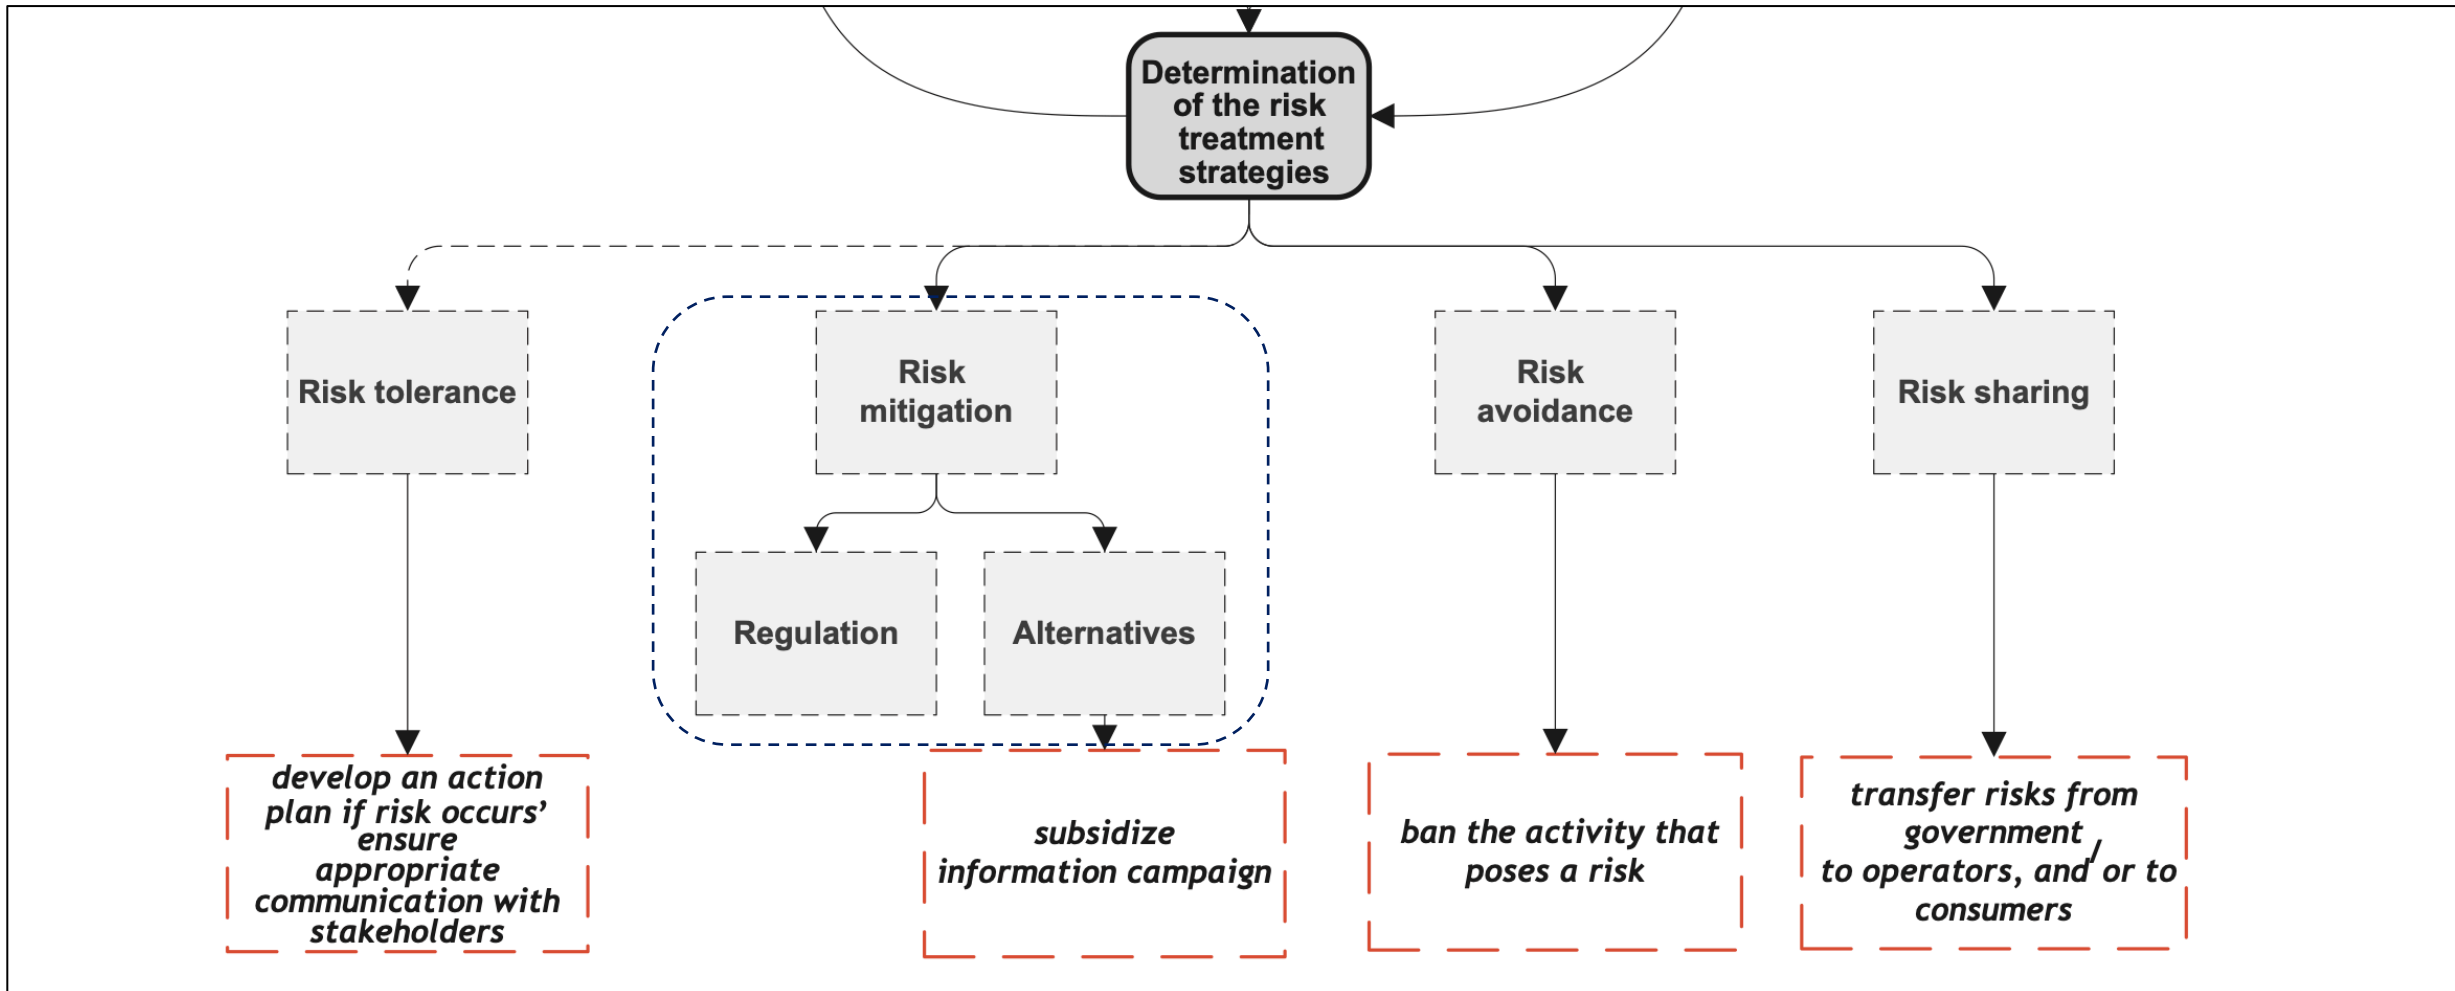 Determination
of the risk
treatment
strategies
Risk tolerance
Risk
mitigation
Risk
avoidance
Risk sharing
Regulation
Alternatives
develop an action
plan if risk occurs’
ensure
appropriate
communication with
stakeholders
subsidize
information campaign
ban the activity that
poses a risk
transfer risks from
government
to operators, and/or to
consumers